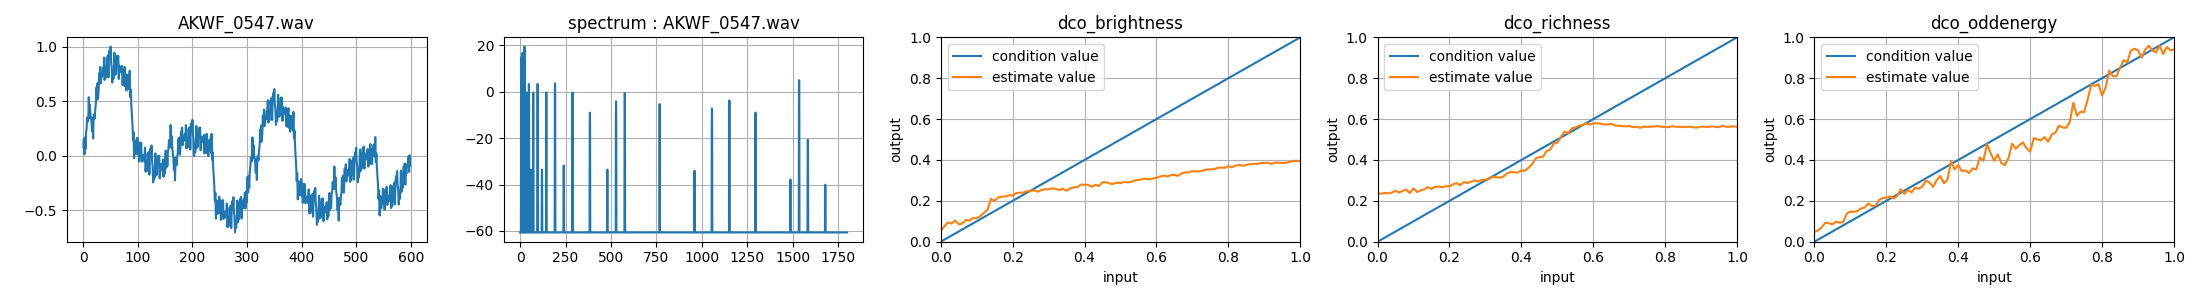 AKWF_0547.wav
1.0
0.5
0.0
−0.5
0 100 200 300 400 500 600
spectrum : AKWF_0547.wav
20
0
−20
−40
−60
0 250 500 750 1000 1250 1500 1750
dco_brightness
condition value
estimate value
output
1.0
0.8
0.6
0.4
0.2
0.0
0.0 0.2 0.4 0.6 0.8 1.0
input
dco_richness
condition value
estimate value
output
1.0
0.8
0.6
0.4
0.2
0.0
0.0 0.2 0.4 0.6 0.8 1.0
input
dco_oddenergy
condition value
estimate value
output
1.0
0.8
0.6
0.4
0.2
0.0
0.0 0.2 0.4 0.6 0.8 1.0
input